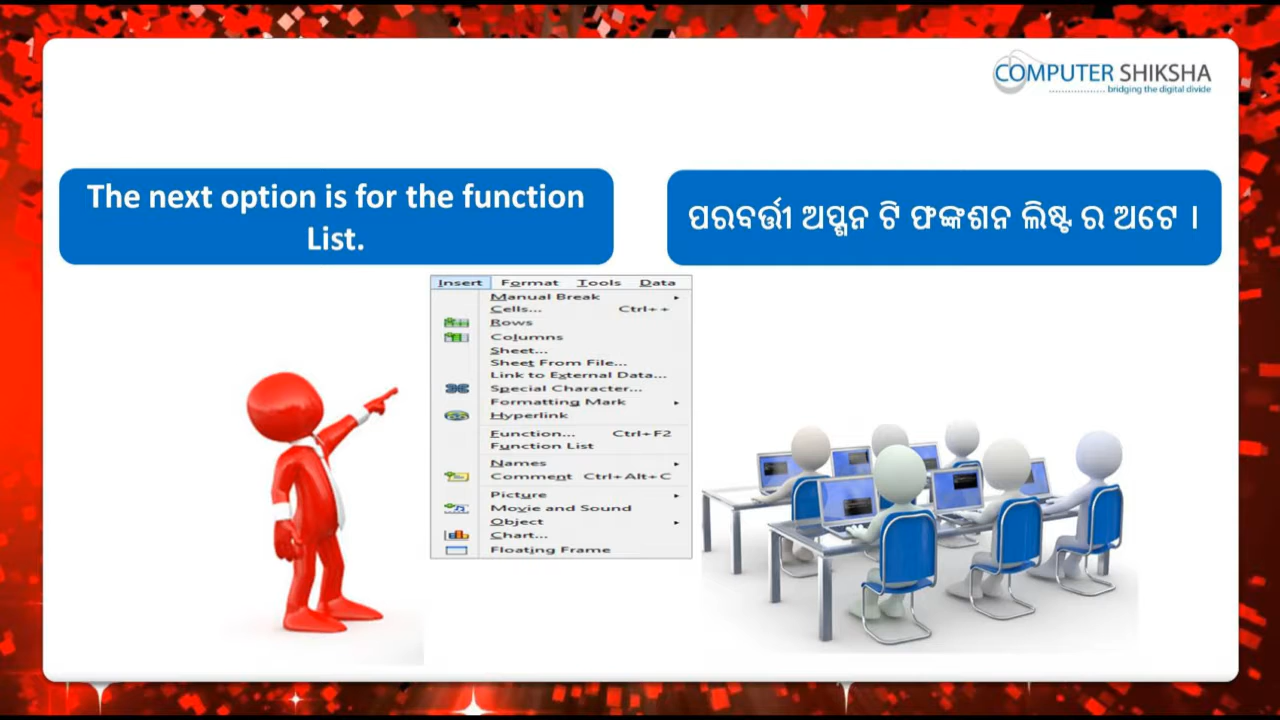 COMPUTER SHIKSHA
bridging the digital divide
The next option is for the function
List.
ପରବର୍ତ୍ତୀ ଅପ୍ସନ ଟି ଫଙ୍କଶନ ଲିଷ୍ଟ ର ଅଟେ ।
Insert Format Tools Data
Manual Break
Cells... Ctrl++
Rows
Columns
Sheet...
Sheet From File...
Link to External Data...
Special Character...
Formatting Mark
Hyperlink
Function... Ctrl+F2
Function List
Names
Comment Ctrl+Alt+C
Picture
Movie and Sound
Object
Chart...
Floating Frame